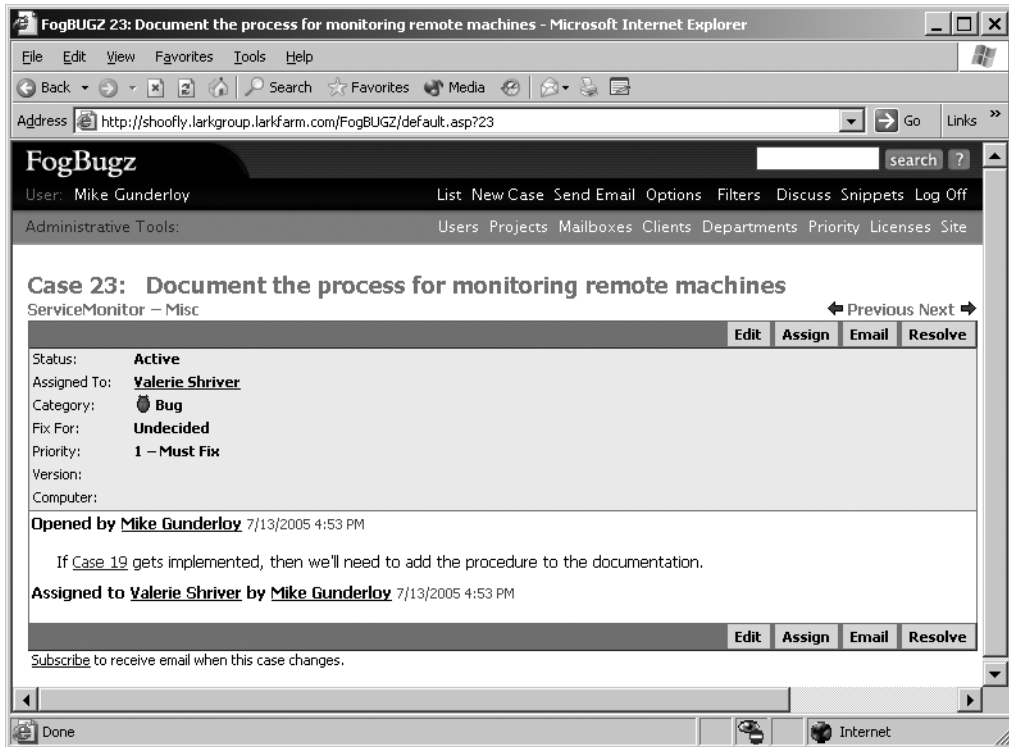 FogBUGZ 23: Document the process for monitoring remote machines - Microsoft Internet Explorer
File Edit View Favorites Tools Help
Back Search Favorites Media
Address http://shoofly.larkgroup.larkfarm.com/FogBUGZ/default.asp?23 Go Links »
FogBugz search ?
User: Mike Gunderloy List New Case Send Email Options Filters Discuss Snippets Log Off
Administrative Tools: Users Projects Mailboxes Clients Departments Priority Licenses Site
Case 23: Document the process for monitoring remote machines
ServiceMonitor – Misc Previous Next
Edit Assign Email Resolve
Status: Active
Assigned To: Valerie Shriver
Category: Bug
Fix For: Undecided
Priority: 1 – Must Fix
Version:
Computer:
Opened by Mike Gunderloy 7/13/2005 4:53 PM
If Case 19 gets implemented, then we'll need to add the procedure to the documentation.
Assigned to Valerie Shriver by Mike Gunderloy 7/13/2005 4:53 PM
Edit Assign Email Resolve
Subscribe to receive email when this case changes.
Done Internet